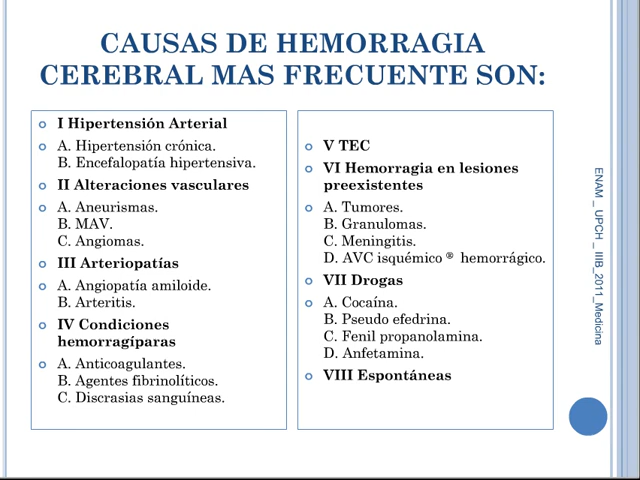 CAUSAS DE HEMORRAGIA
CEREBRAL MAS FRECUENTE SON:
I Hipertensión Arterial
A. Hipertensión crónica.
B. Encefalopatía hipertensiva.
II Alteraciones vasculares
A. Aneurismas.
B. MAV.
C. Angiomas.
III Arteriopatías
A. Angiopatía amiloide.
B. Arteritis.
IV Condiciones
hemorragíparas
A. Anticoagulantes.
B. Agentes fibrinolíticos.
C. Discrasias sanguíneas.
V TEC
VI Hemorragia en lesiones
preexistentes
A. Tumores.
B. Granulomas.
C. Meningitis.
D. AVC isquémico ® hemorrágico.
VII Drogas
A. Cocaína.
B. Pseudo efedrina.
C. Fenil propanolamina.
D. Anfetamina.
VIII Espontáneas
ENAM _ UPCH _ IIIB_2011_Medicina